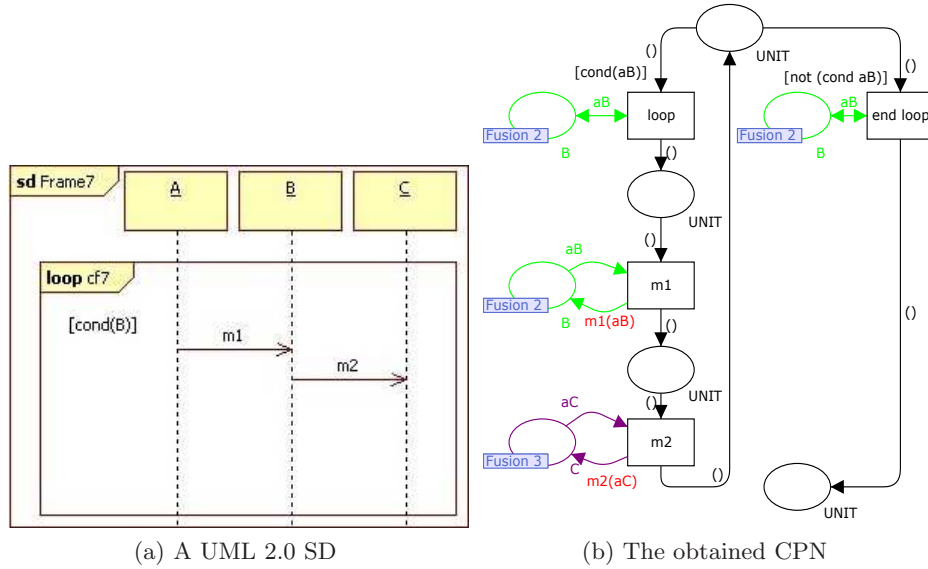 sd Frame7
A
B
C
loop cf7
[cond(B)]
m1
m2
(a) A UML 2.0 SD
UNIT
()
()
[cond(aB)]
[not (cond aB)]
aB
loop
Fusion 2
B
aB
end loop
Fusion 2
B
()
UNIT
()
aB
m1
Fusion 2
B
m1(aB)
()
()
UNIT
()
aC
m2
Fusion 3
C
m2(aC)
()
UNIT
(b) The obtained CPN